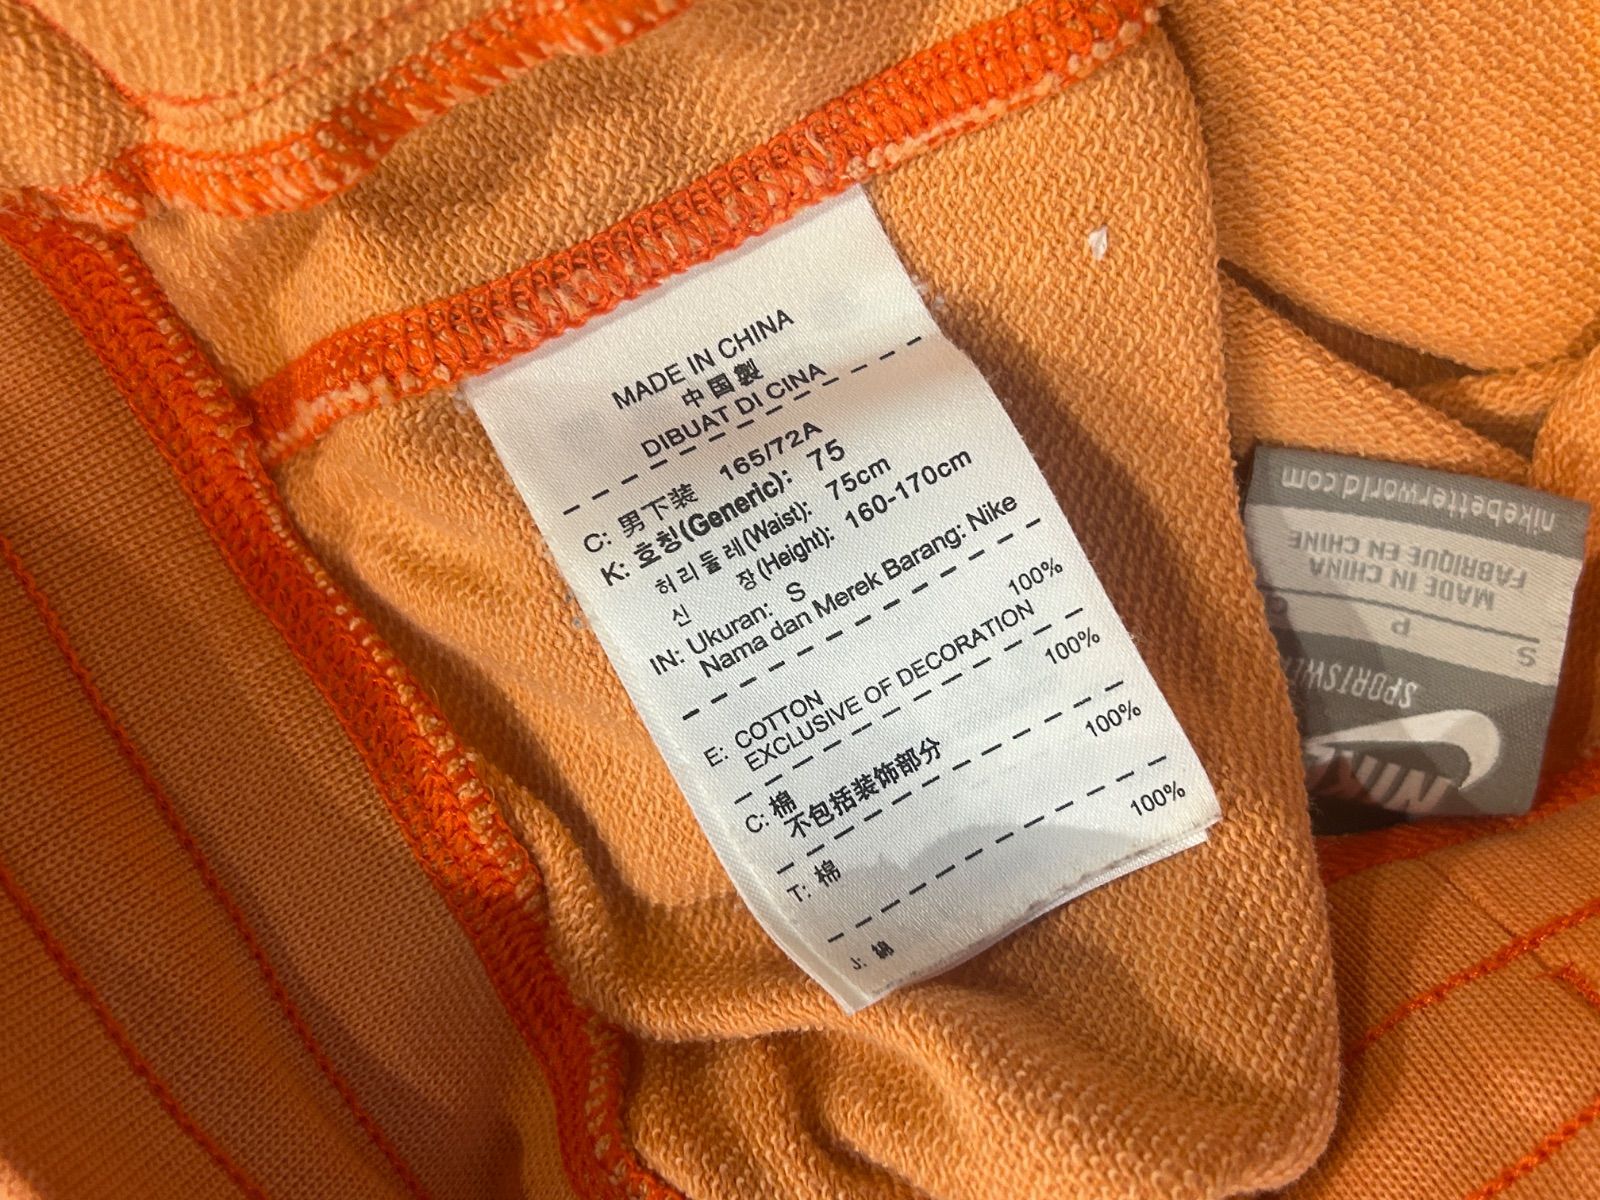 MADE IN CHINA
中国製
DIBUAT DI CINA
C: 男下装 165/72A
K: 호칭(Generic): 75
허리둘레(Waist): 75cm
신 장(Height): 160-170cm
IN: Ukuran: S
Nama dan Merek Barang: Nike
E: COTTON 100%
EXCLUSIVE OF DECORATION
C: 棉 100%
不包括装饰部分
T: 棉 100%
J: 綿 100%
NIKE
SPORTSWE
S
P
MADE IN CHINA
FABRIQUE EN CHINE
nikebetterworld.com